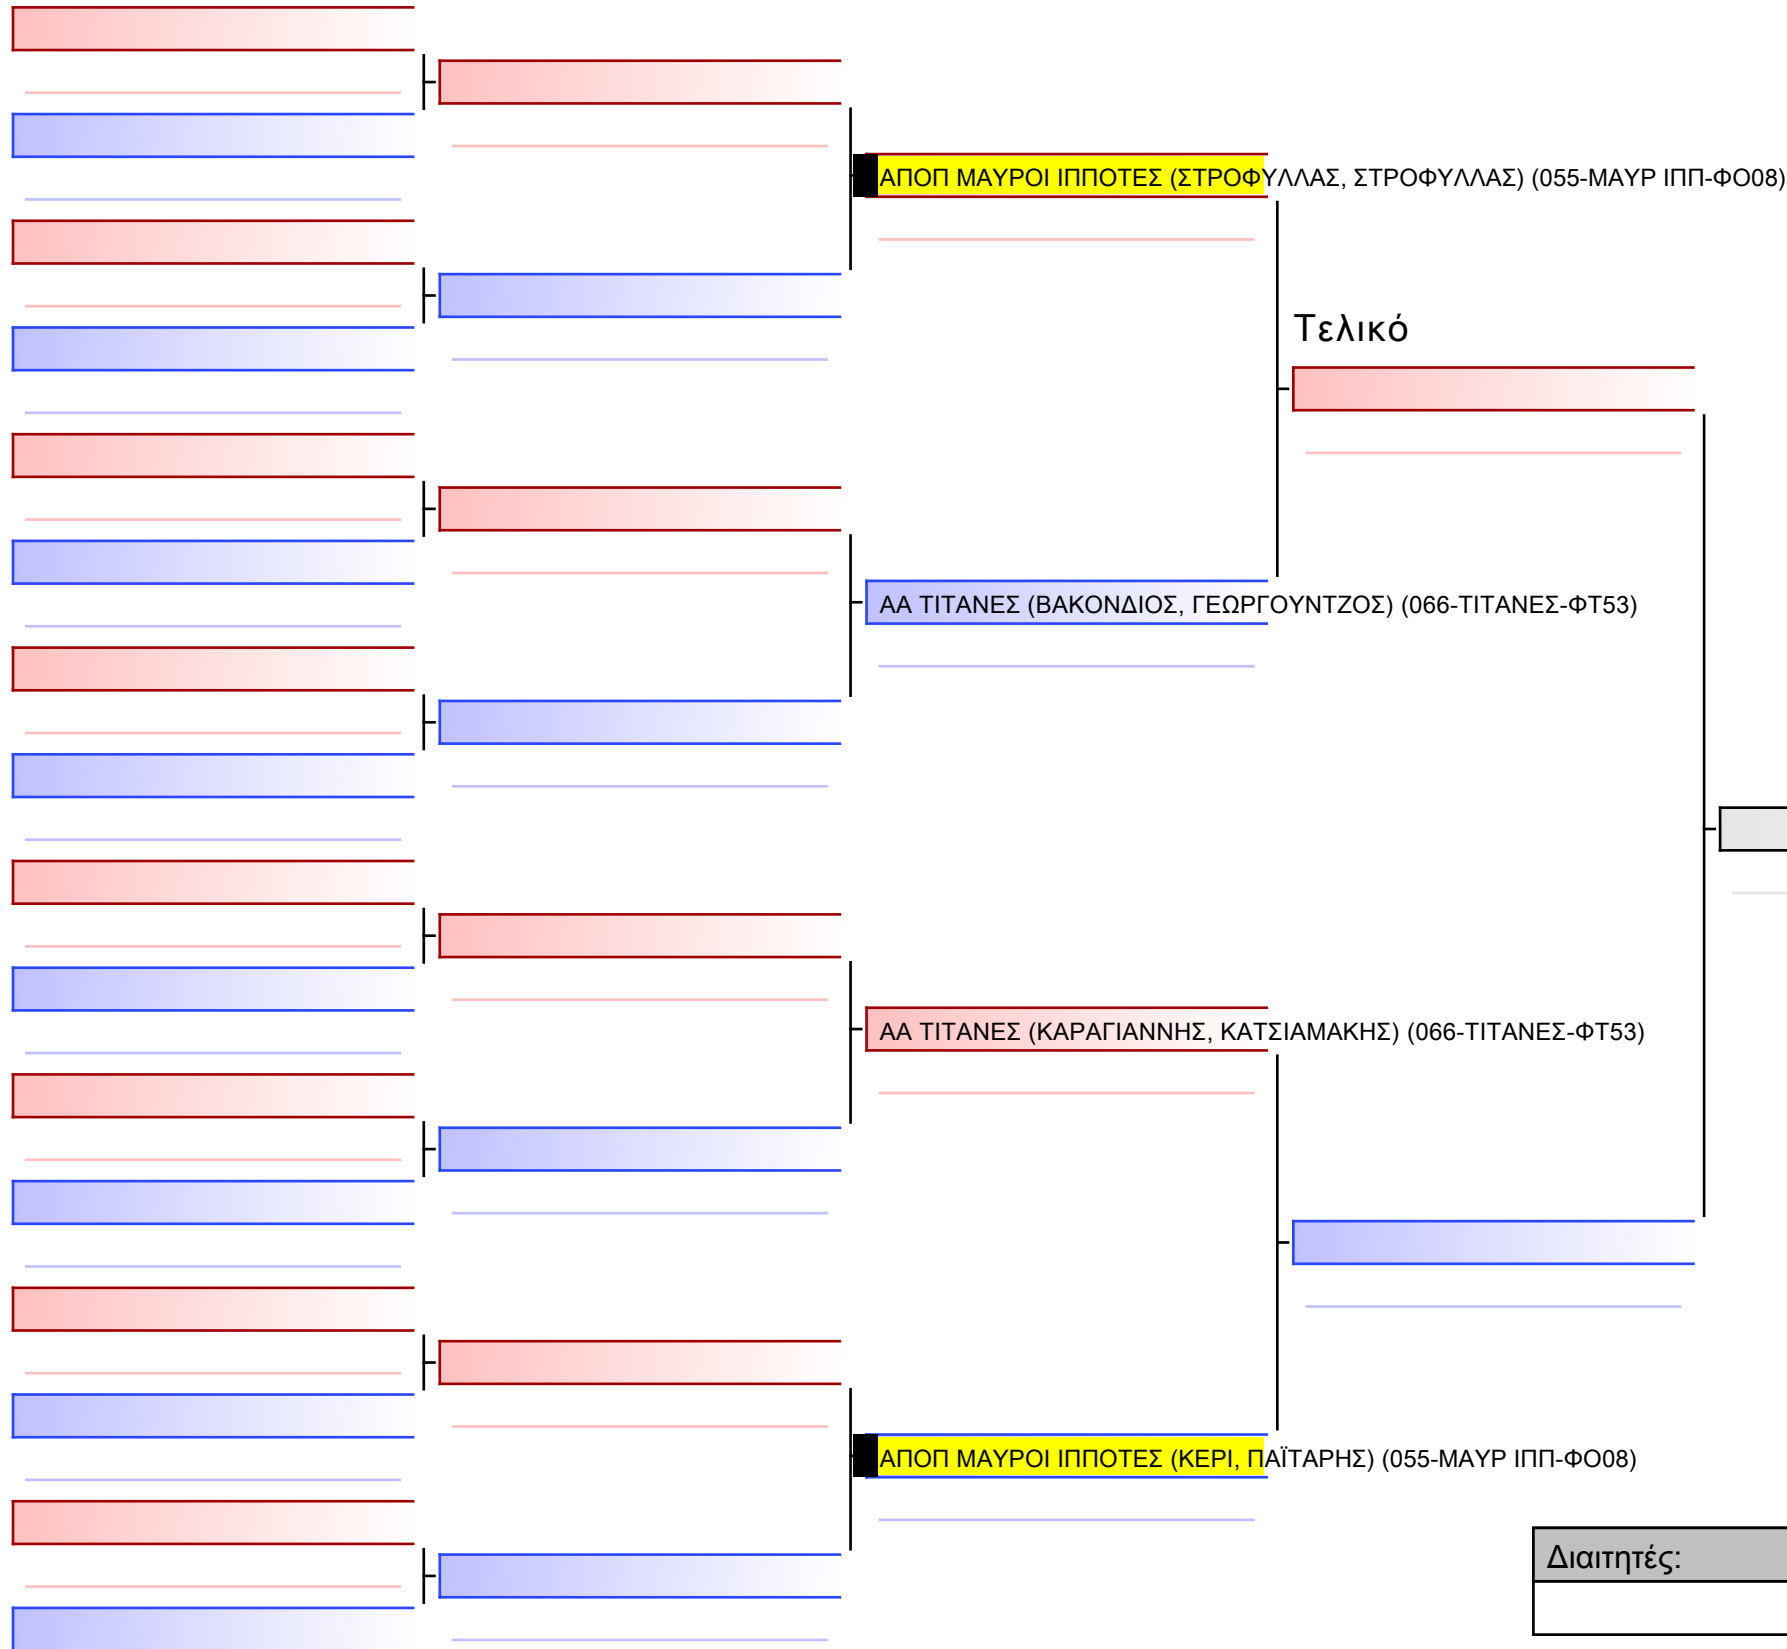 ΑΠΟΠ ΜΑΥΡΟΙ ΙΠΠΟΤΕΣ (ΣΤΡΟΦΥΛΛΑΣ, ΣΤΡΟΦΥΛΛΑΣ) (055-ΜΑΥΡ ΙΠΠ-ΦΟ08)
Τελικό
ΑΑ ΤΙΤΑΝΕΣ (ΒΑΚΟΝΔΙΟΣ, ΓΕΩΡΓΟΥΝΤΖΟΣ) (066-ΤΙΤΑΝΕΣ-ΦΤ53)
ΑΑ ΤΙΤΑΝΕΣ (ΚΑΡΑΓΙΑΝΝΗΣ, ΚΑΤΣΙΑΜΑΚΗΣ) (066-ΤΙΤΑΝΕΣ-ΦΤ53)
ΑΠΟΠ ΜΑΥΡΟΙ ΙΠΠΟΤΕΣ (ΚΕΡΙ, ΠΑΪΤΑΡΗΣ) (055-ΜΑΥΡ ΙΠΠ-ΦΟ08)
Διαιτητές: